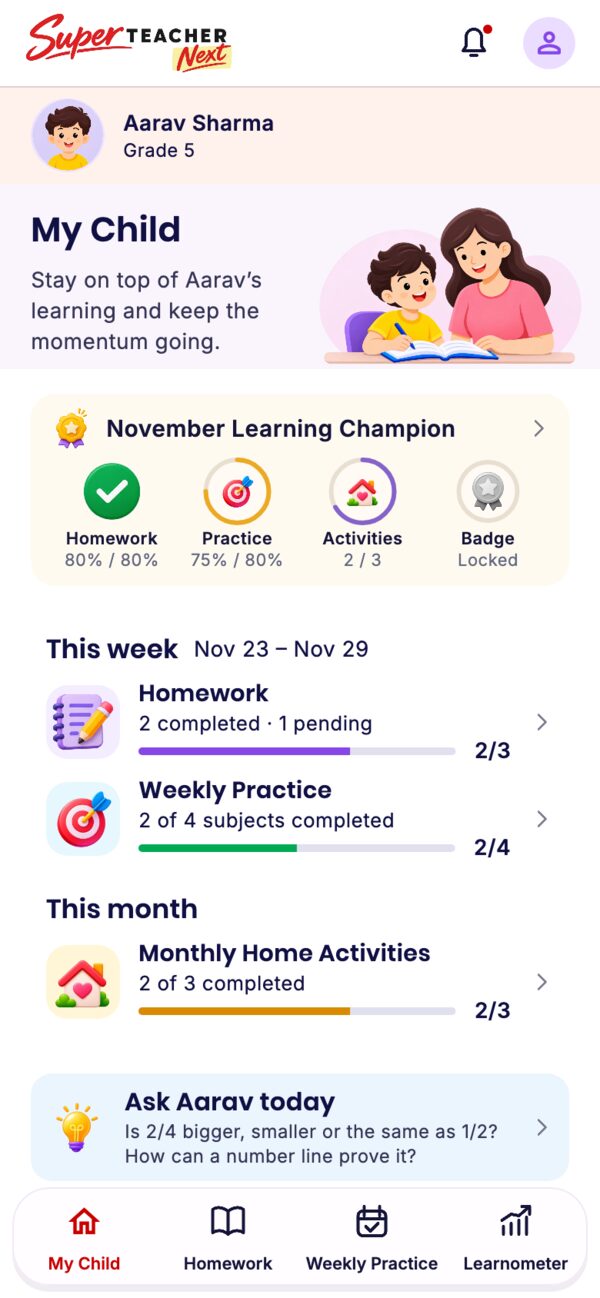 Super TEACHER
Next
Aarav Sharma
Grade 5
My Child
Stay on top of Aarav’s
learning and keep the
momentum going.
November Learning Champion
Homework
80% / 80%
Practice
75% / 80%
Activities
2 / 3
Badge
Locked
This week Nov 23 – Nov 29
Homework
2 completed · 1 pending
2/3
Weekly Practice
2 of 4 subjects completed
2/4
This month
Monthly Home Activities
2 of 3 completed
2/3
Ask Aarav today
Is 2/4 bigger, smaller or the same as 1/2?
How can a number line prove it?
My Child
Homework
Weekly Practice
Learnometer